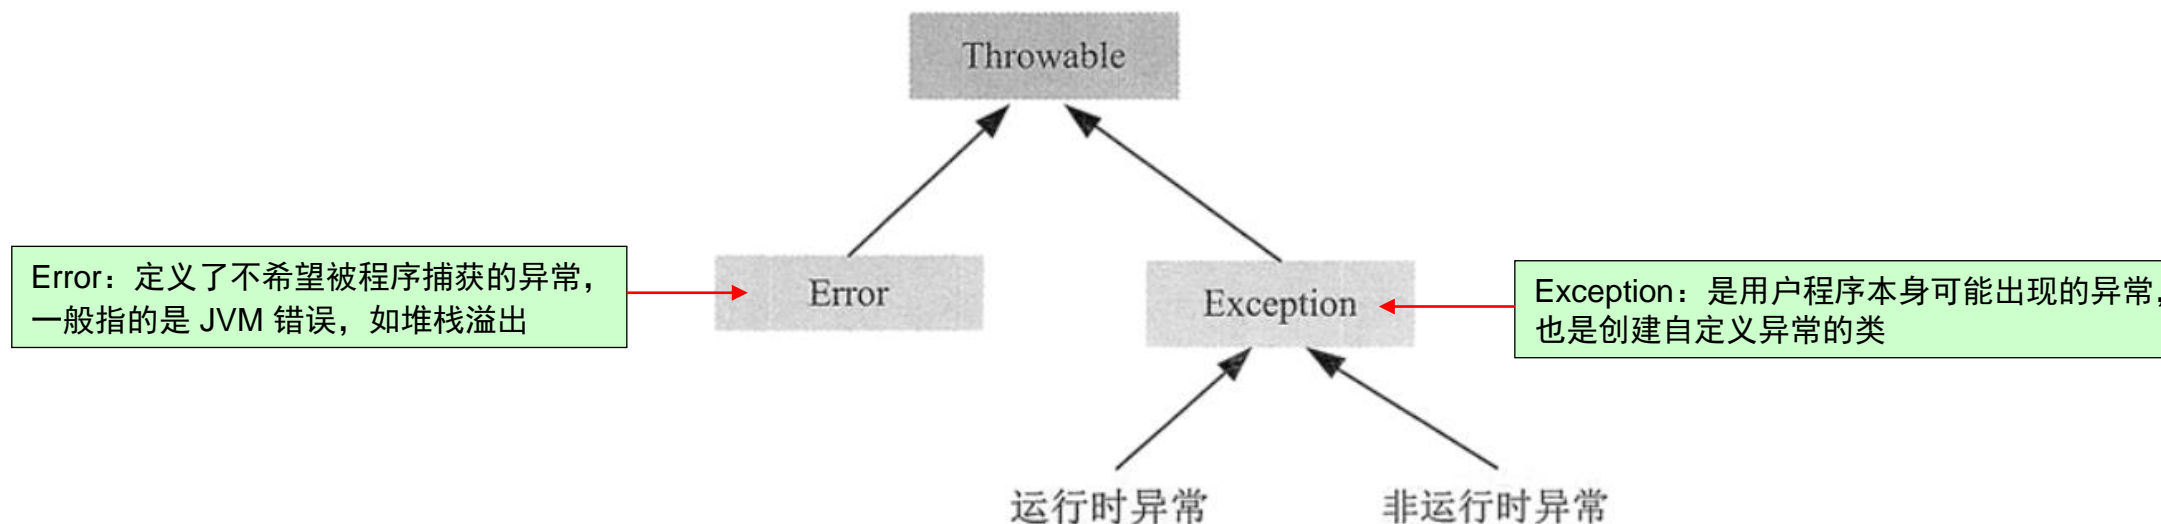 Throwable
Error：定义了不希望被程序捕获的异常，
一般指的是 JVM 错误，如堆栈溢出
Error
Exception
Exception：是用户程序本身可能出现的异常，
也是创建自定义异常的类
运行时异常
非运行时异常